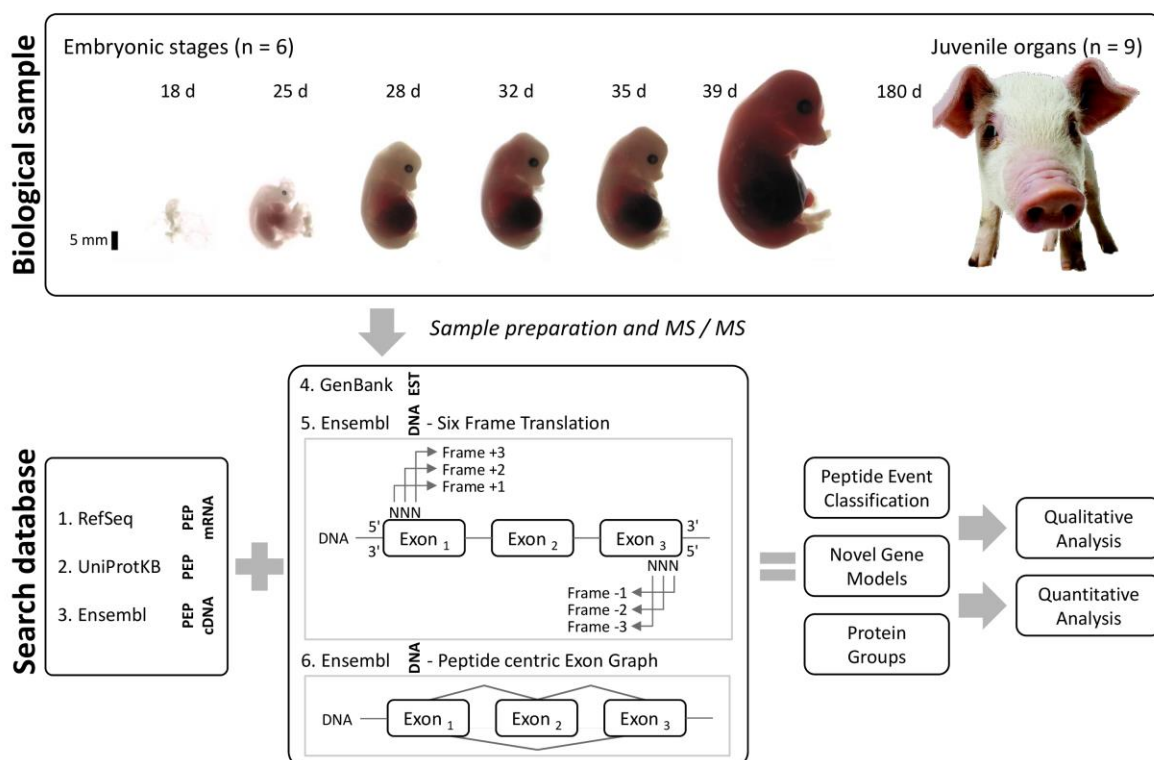 Biological sample
Embryonic stages (n = 6)
Juvenile organs (n = 9)
18 d
25 d
28 d
32 d
35 d
39 d
180 d
5 mm
Sample preparation and MS / MS
Search database
1. RefSeq PEP mRNA
2. UniProtKB PEP
3. Ensembl PEP cDNA
4. GenBank EST
5. Ensembl DNA - Six Frame Translation
Frame +3
Frame +2
Frame +1
NNN
DNA 5' 3' Exon 1 Exon 2 Exon 3 3' 5'
NNN
Frame -1
Frame -2
Frame -3
6. Ensembl DNA - Peptide centric Exon Graph
DNA Exon 1 Exon 2 Exon 3
Peptide Event
Classification
Novel Gene
Models
Protein
Groups
Qualitative
Analysis
Quantitative
Analysis